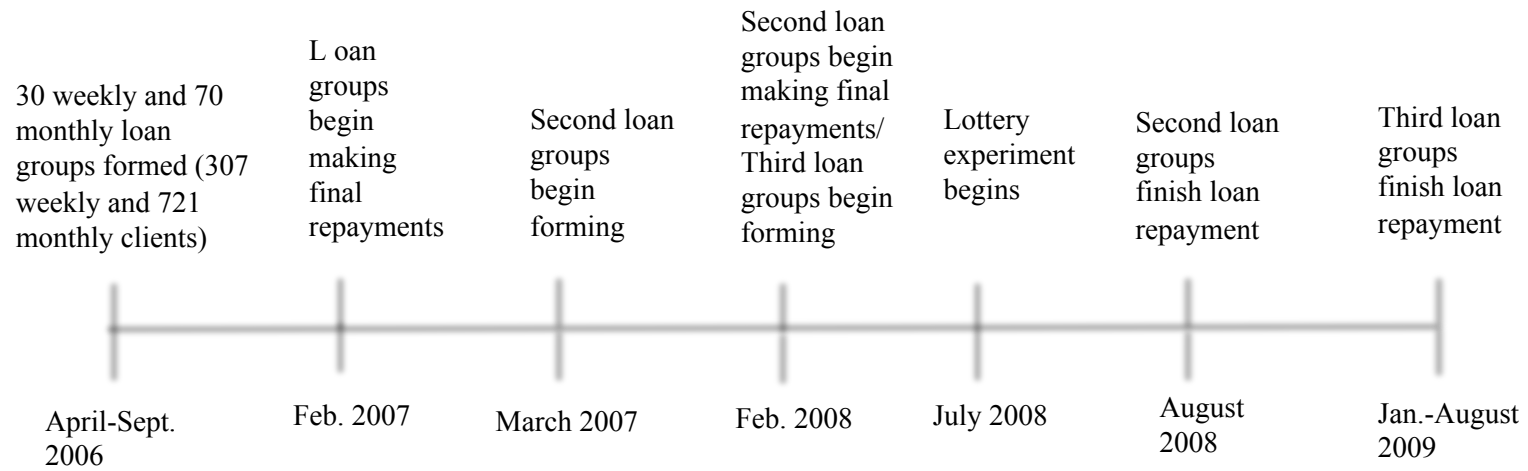 30 weekly and 70
monthly loan
groups formed (307
weekly and 721
monthly clients)
L oan
groups
begin
making
final
repayments
Second loan
groups
begin
forming
Second loan
groups begin
making final
repayments/
Third loan
groups begin
forming
Lottery
experiment
begins
Second loan
groups
finish loan
repayment
Third loan
groups
finish loan
repayment
April-Sept.
2006
Feb. 2007
March 2007
Feb. 2008
July 2008
August
2008
Jan.-August
2009